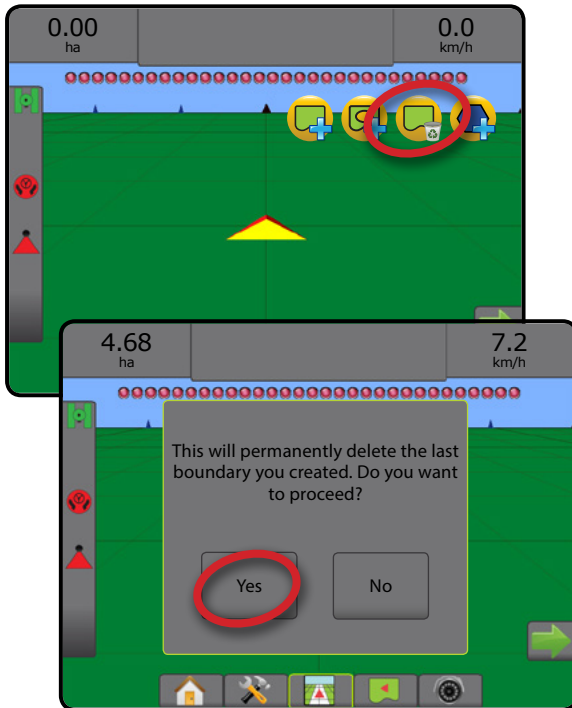 0.00
ha
0.0
km/h
4.68
ha
7.2
km/h
This will permanently delete the last
boundary you created. Do you want
to proceed?
Yes
No